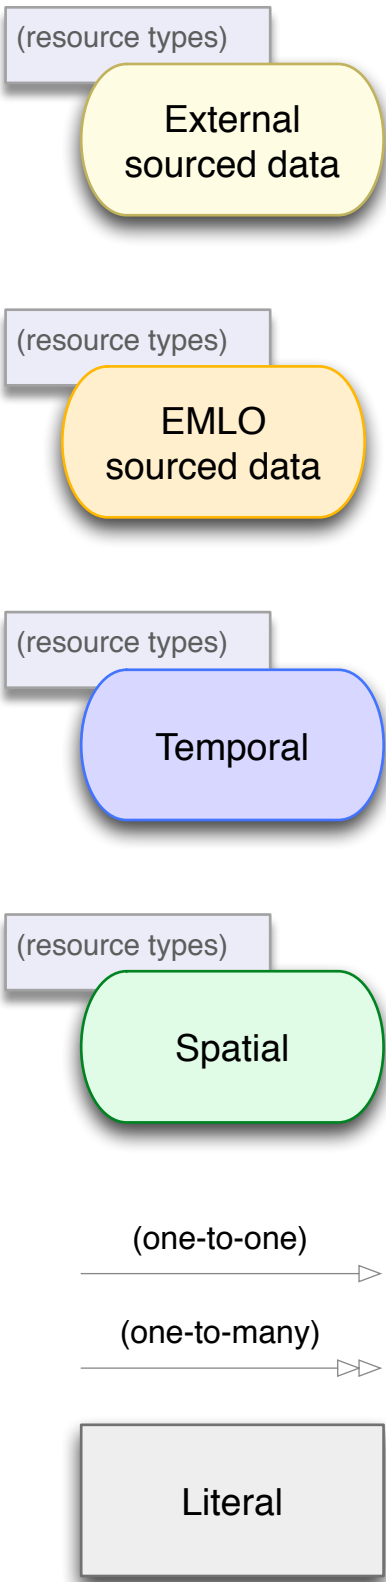 (resource types)
External
sourced data
(resource types)
EMLO
sourced data
(resource types)
Temporal
(resource types)
Spatial
(one-to-one)
(one-to-many)
Literal